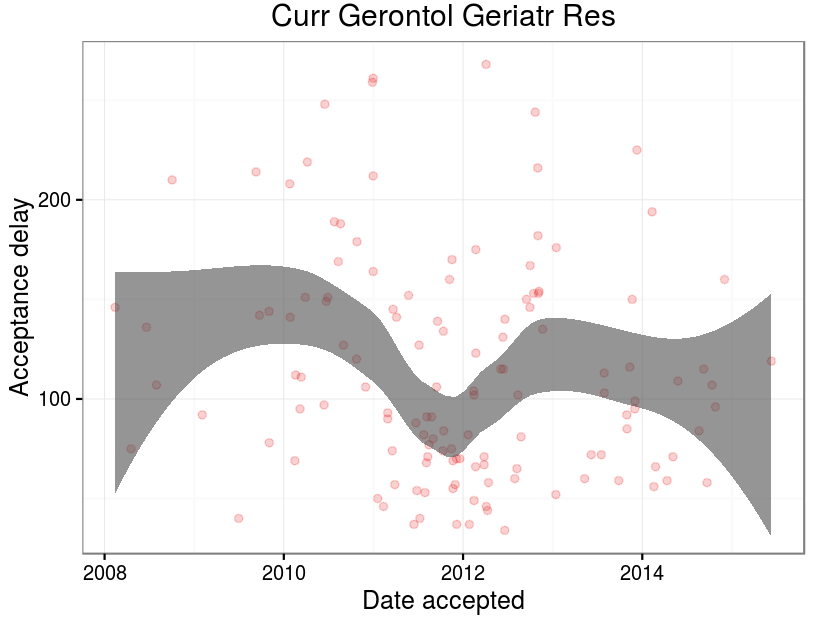 Curr Gerontol Geriatr Res
Acceptance delay
200
100
2008
2010
2012
2014
Date accepted